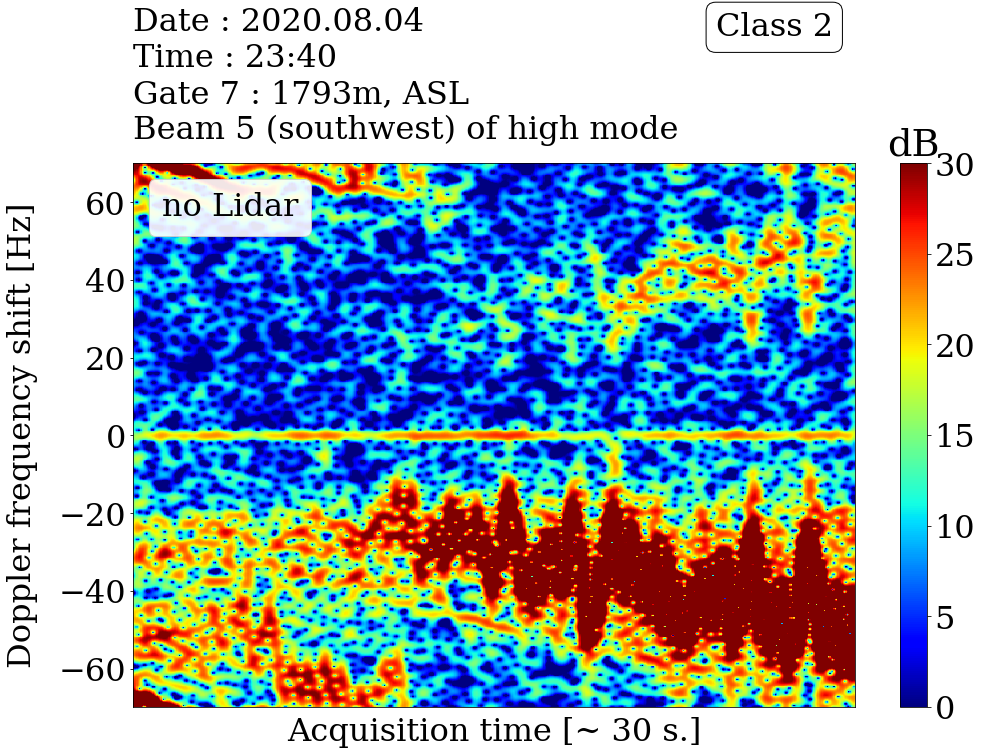 Date : 2020.08.04
Time : 23:40
Gate 7 : 1793m, ASL
Beam 5 (southwest) of high mode
Class 2
dB
no Lidar
Doppler frequency shift [Hz]
60
40
20
0
−20
−40
−60
30
25
20
15
10
5
0
Acquisition time [~ 30 s.]